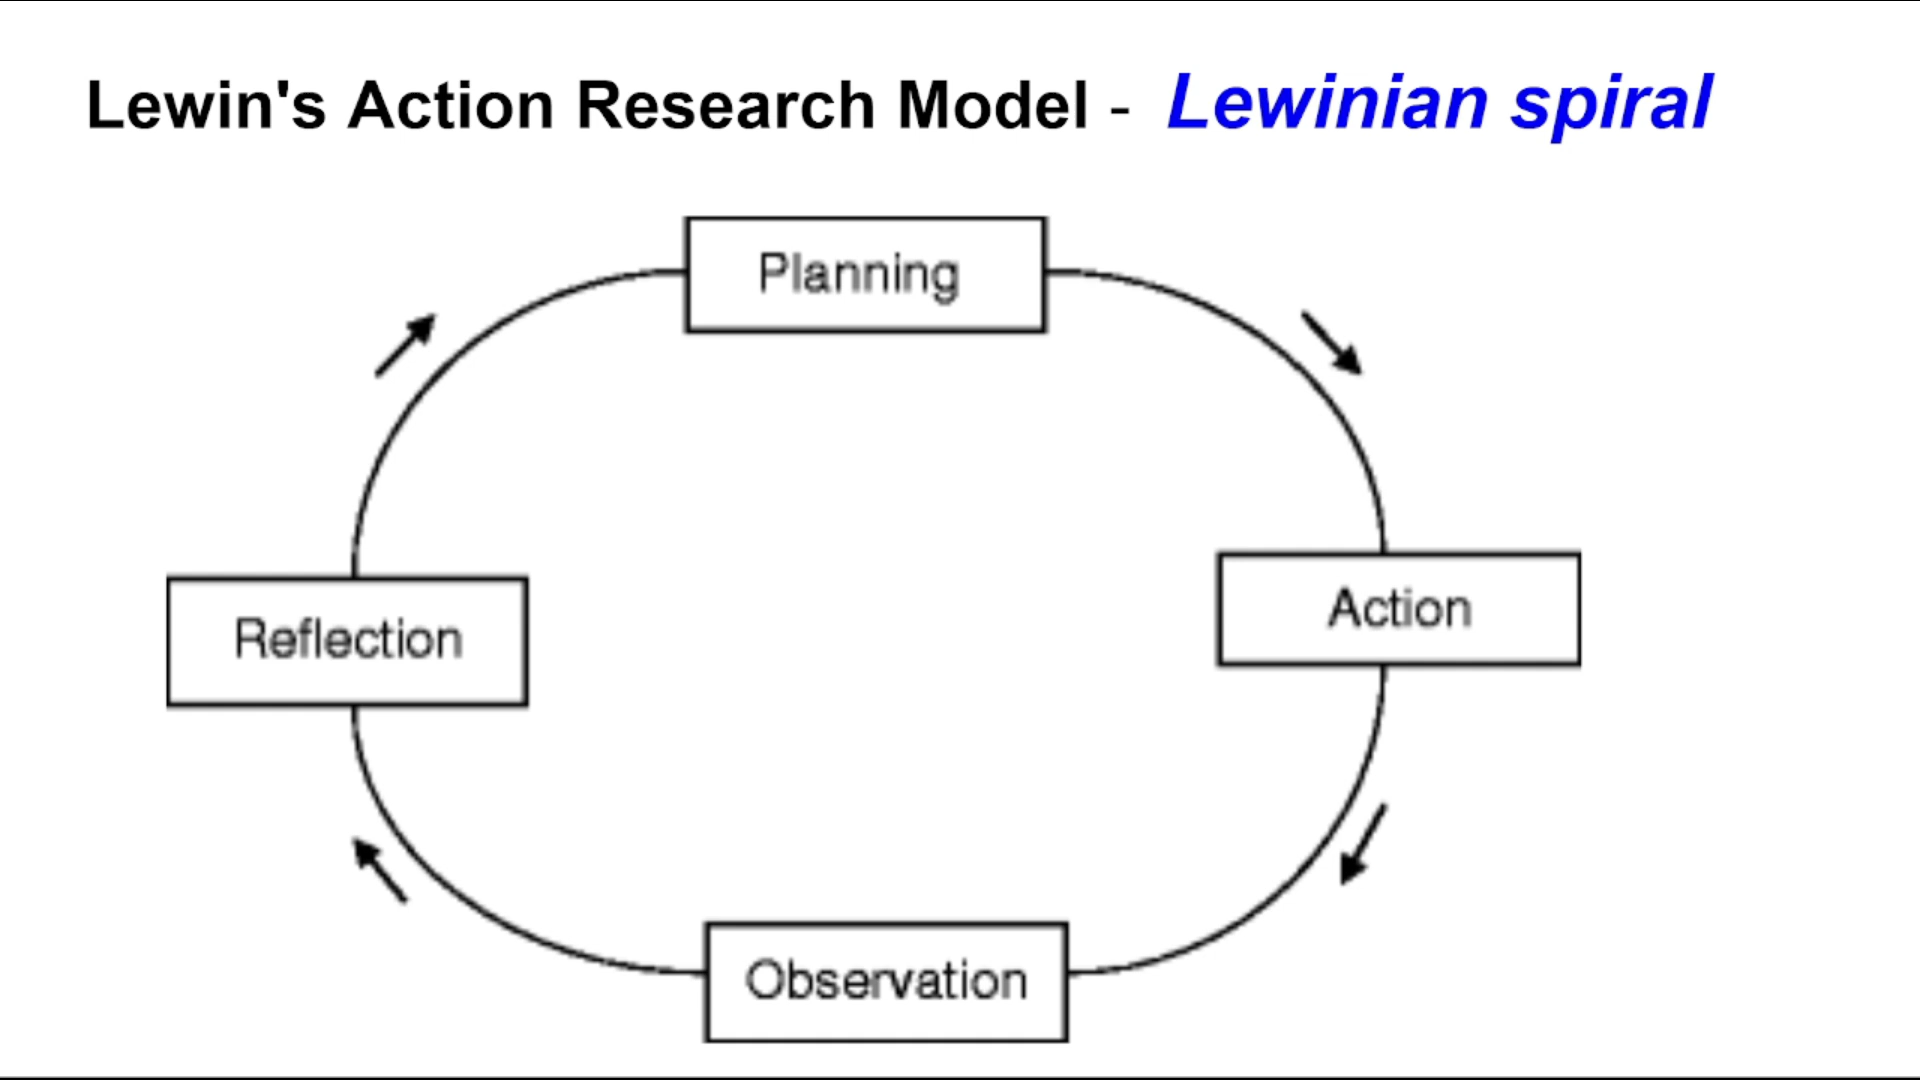 Lewin's Action Research Model - Lewinian spiral
Planning
Action
Reflection
Observation